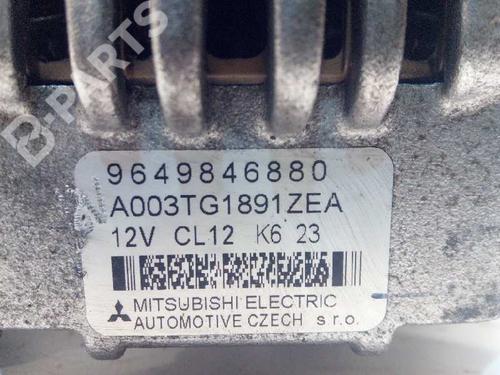 B-PARTS
9649846880
A003TG1891ZEA
12V CL12 K6 23
MITSUBISHI ELECTRIC
AUTOMOTIVE CZECH s.r.o.